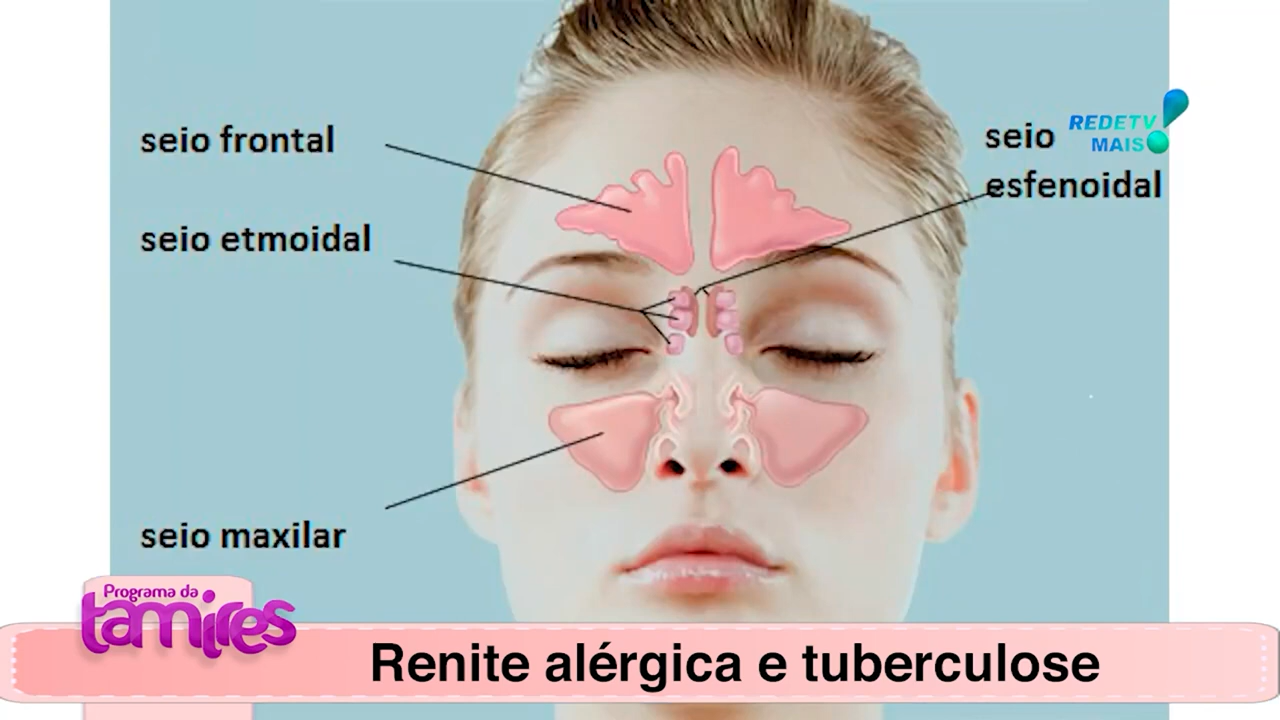 seio frontal
seio etmoidal
seio maxilar
seio
esfenoidal
REDETV
MAIS
Programa da
tamires
Renite alérgica e tuberculose